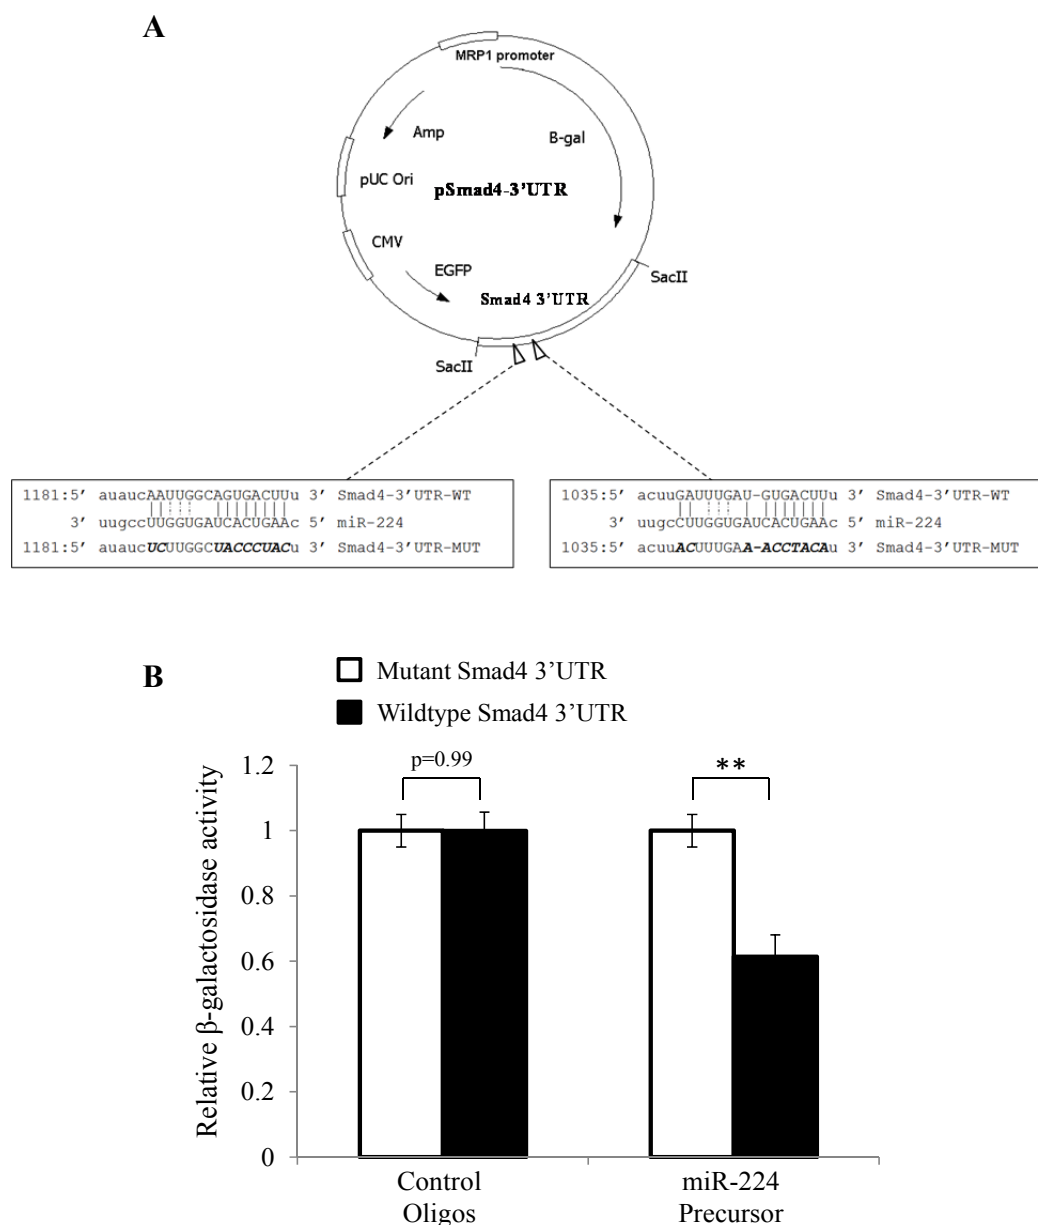 A
MRP1 promoter
Amp
B-gal
pUC Ori
pSmad4-3’UTR
CMV
EGFP
SacII
Smad4 3’UTR
SacII
1181:5’ auaucAAUUGGCAGUGACUUu 3’ Smad4-3’UTR-WT
3’ uugccUUGGUGAUCACUGAAc 5’ miR-224
1181:5’ auaucUCUUGGCUACCCUACu 3’ Smad4-3’UTR-MUT
1035:5’ acuuGAUUUGAU-GUGACUUu 3’ Smad4-3’UTR-WT
3’ uugcCUUGGUGAUCACUGAAc 5’ miR-224
1035:5’ acuuACUUUGAA-ACCTACAu 3’ Smad4-3’UTR-MUT
B
Mutant Smad4 3’UTR
Wildtype Smad4 3’UTR
p=0.99
**
Relative β-galactosidase activity
1.2
1
0.8
0.6
0.4
0.2
0
Control
Oligos
miR-224
Precursor